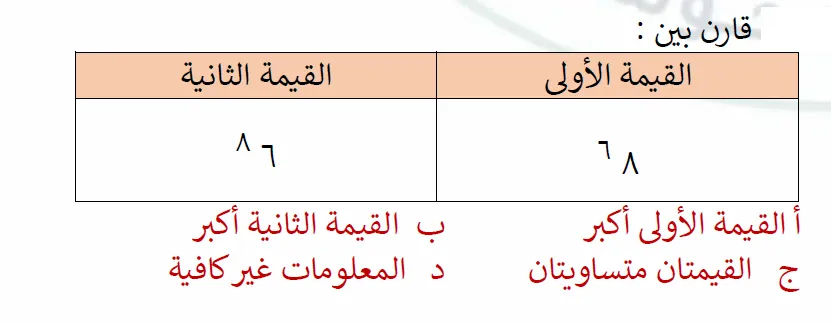 قارن بين :
القيمة الأولى القيمة الثانية
٨ ٦ ٦ ٨
أ القيمة الأولى أكبر ب القيمة الثانية أكبر
ج القيمتان متساويتان د المعلومات غير كافية